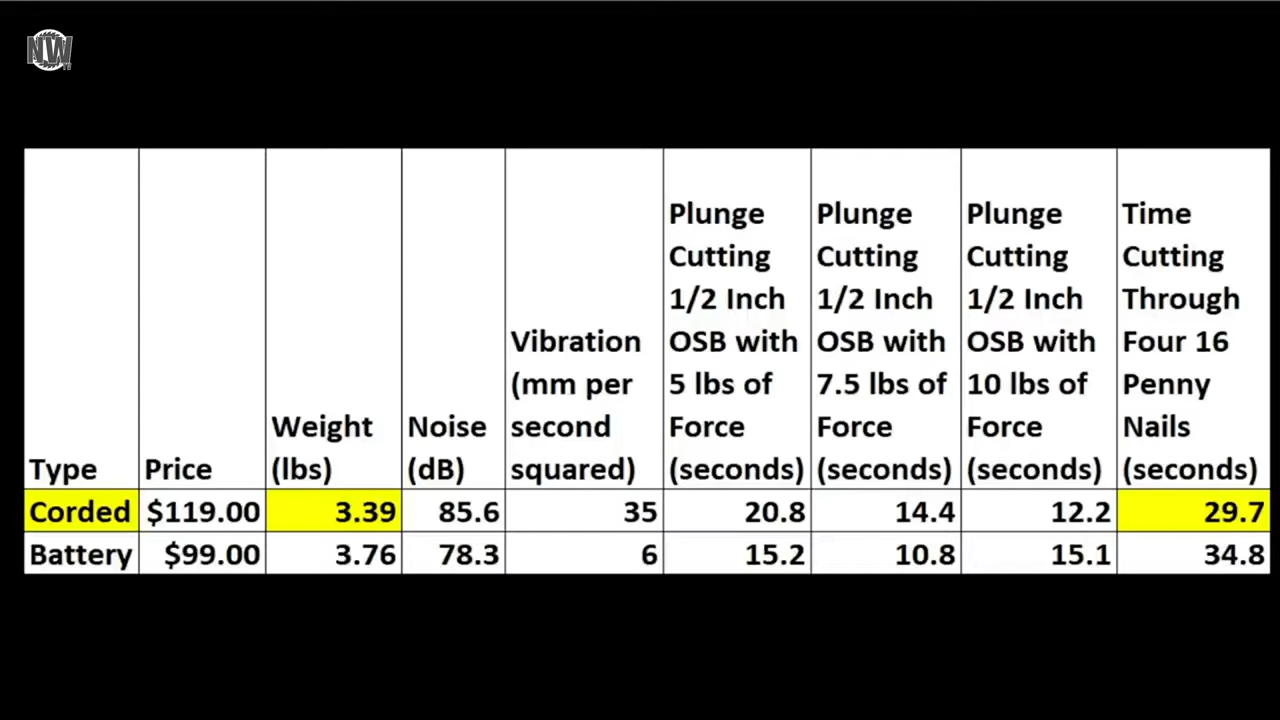 NW
TV
Type
Price
Weight
(lbs)
Noise
(dB)
Vibration
(mm per
second
squared)
Plunge
Cutting
1/2 Inch
OSB with
5 lbs of
Force
(seconds)
Plunge
Cutting
1/2 Inch
OSB with
7.5 lbs of
Force
(seconds)
Plunge
Cutting
1/2 Inch
OSB with
10 lbs of
Force
(seconds)
Time
Cutting
Through
Four 16
Penny
Nails
(seconds)
Corded $119.00 3.39 85.6 35 20.8 14.4 12.2 29.7
Battery $99.00 3.76 78.3 6 15.2 10.8 15.1 34.8